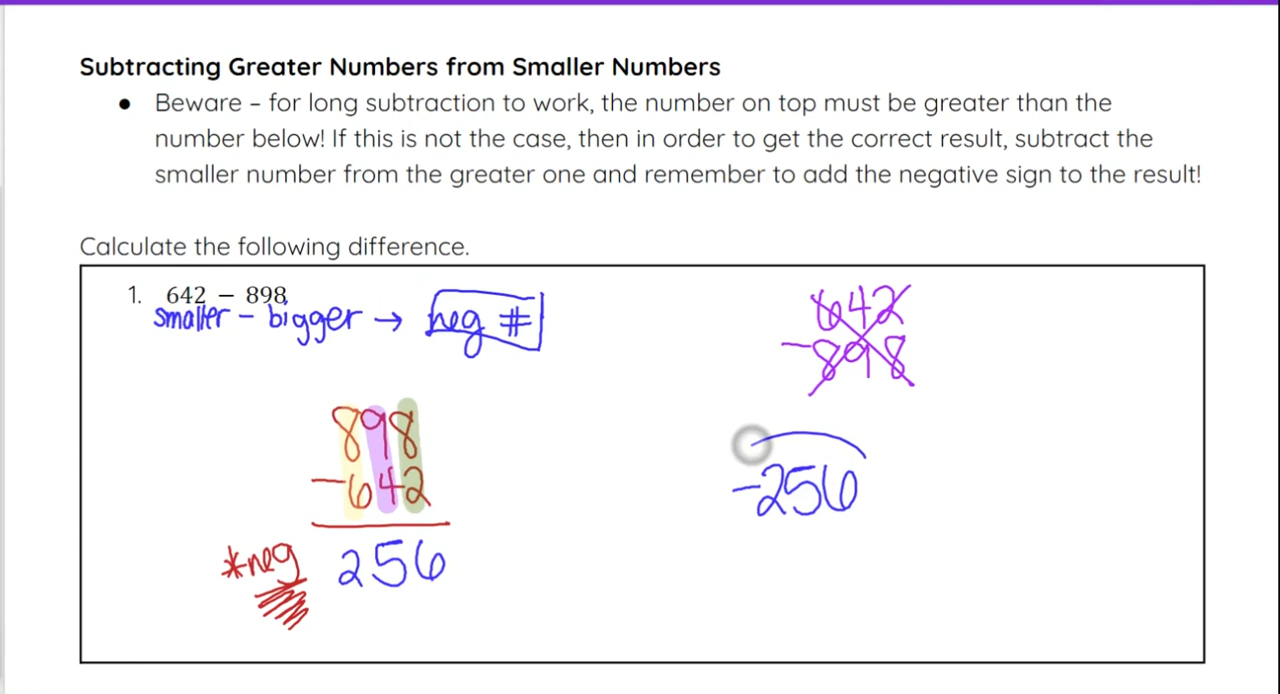 Subtracting Greater Numbers from Smaller Numbers
● Beware – for long subtraction to work, the number on top must be greater than the
number below! If this is not the case, then in order to get the correct result, subtract the
smaller number from the greater one and remember to add the negative sign to the result!
Calculate the following difference.
1. 642 – 898
smaller – bigger → neg #
642
-898
898
-642
*neg 256
-256